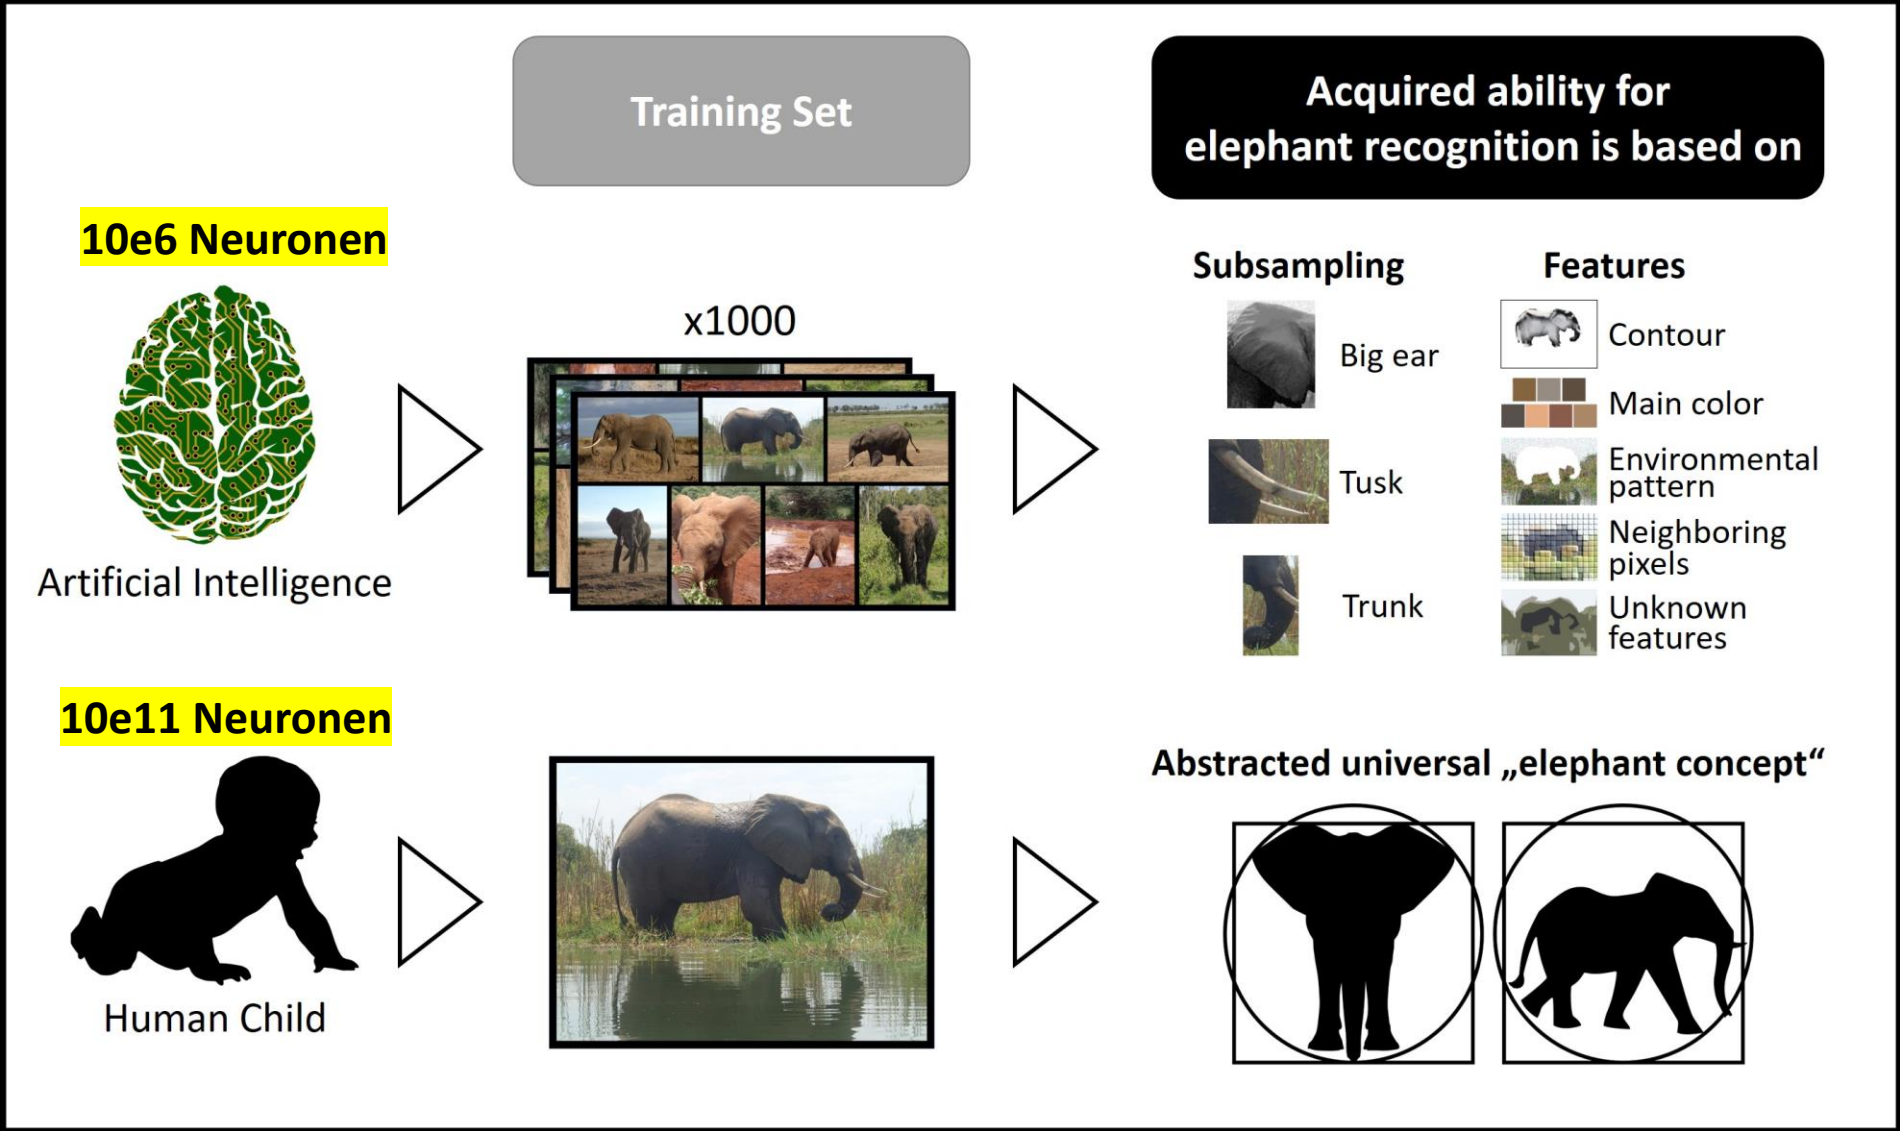 Training Set
Acquired ability for
elephant recognition is based on
10e6 Neuronen
Artificial Intelligence
x1000
Subsampling
Big ear
Tusk
Trunk
Features
Contour
Main color
Environmental
pattern
Neighboring
pixels
Unknown
features
10e11 Neuronen
Human Child
Abstracted universal „elephant concept“